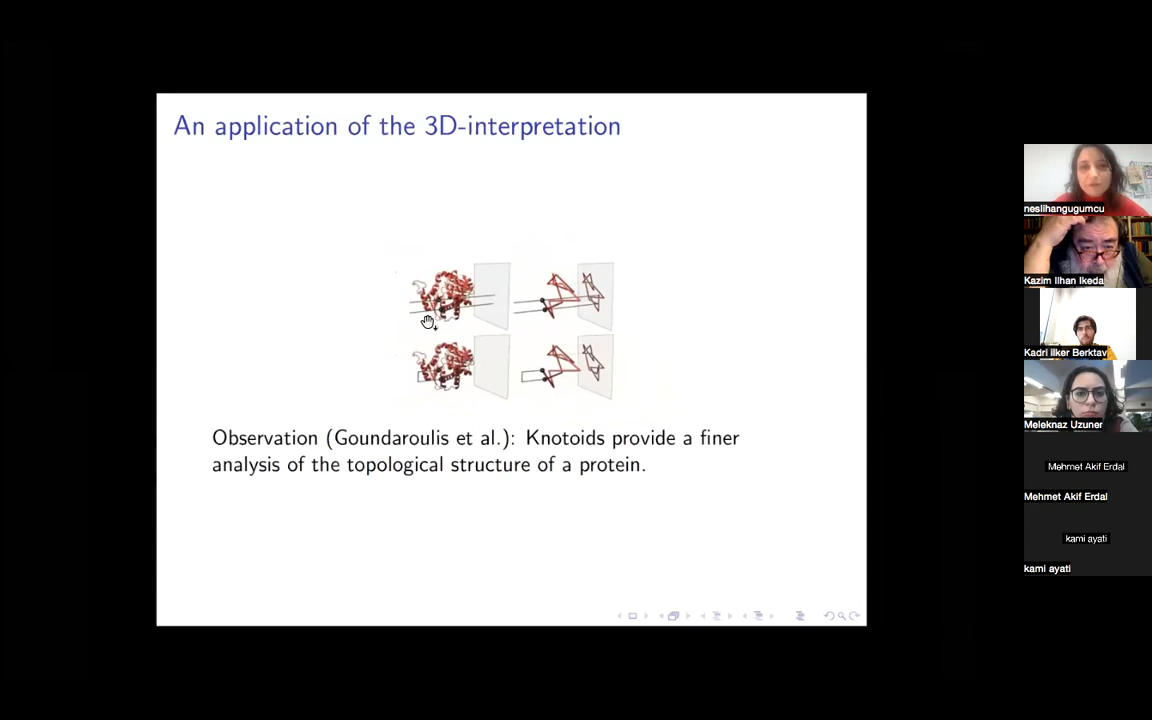 An application of the 3D-interpretation
Observation (Goundaroulis et al.): Knotoids provide a finer
analysis of the topological structure of a protein.
neslihangugumcu
Kazim Ilhan Ikeda
Kadri ilker Berktav
Meleknaz Uzuner
Mehmet Akif Erdal
Mehmet Akif Erdal
kami ayati
kami ayati